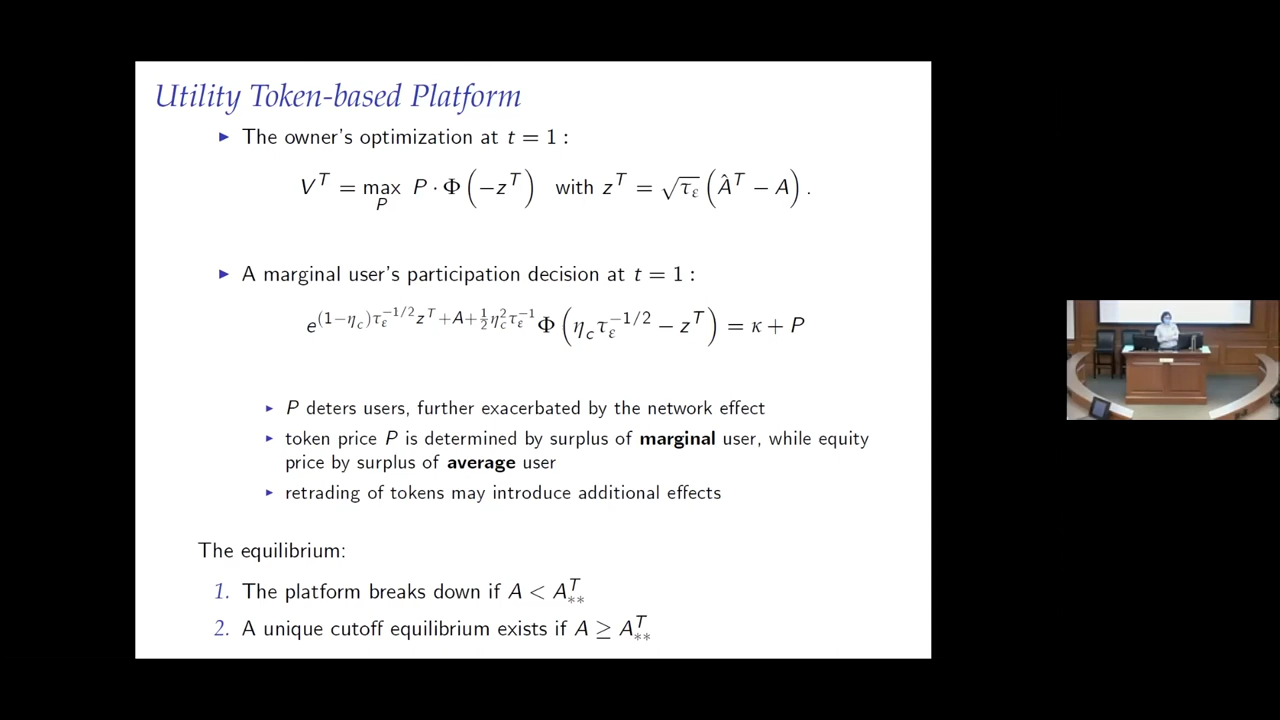 Utility Token-based Platform
▶ The owner's optimization at t = 1 :
V^T = max_P P · Φ(−z^T) with z^T = √τ_ε (Â^T − A) .
▶ A marginal user's participation decision at t = 1 :
e^{(1−η_c)τ_ε^{−1/2} z^T + A + ½η_c^2 τ_ε^{−1}} Φ(η_c τ_ε^{−1/2} − z^T) = κ + P
▶ P deters users, further exacerbated by the network effect
▶ token price P is determined by surplus of marginal user, while equity
price by surplus of average user
▶ retrading of tokens may introduce additional effects
The equilibrium:
1. The platform breaks down if A < A^T_{**}
2. A unique cutoff equilibrium exists if A ≥ A^T_{**}